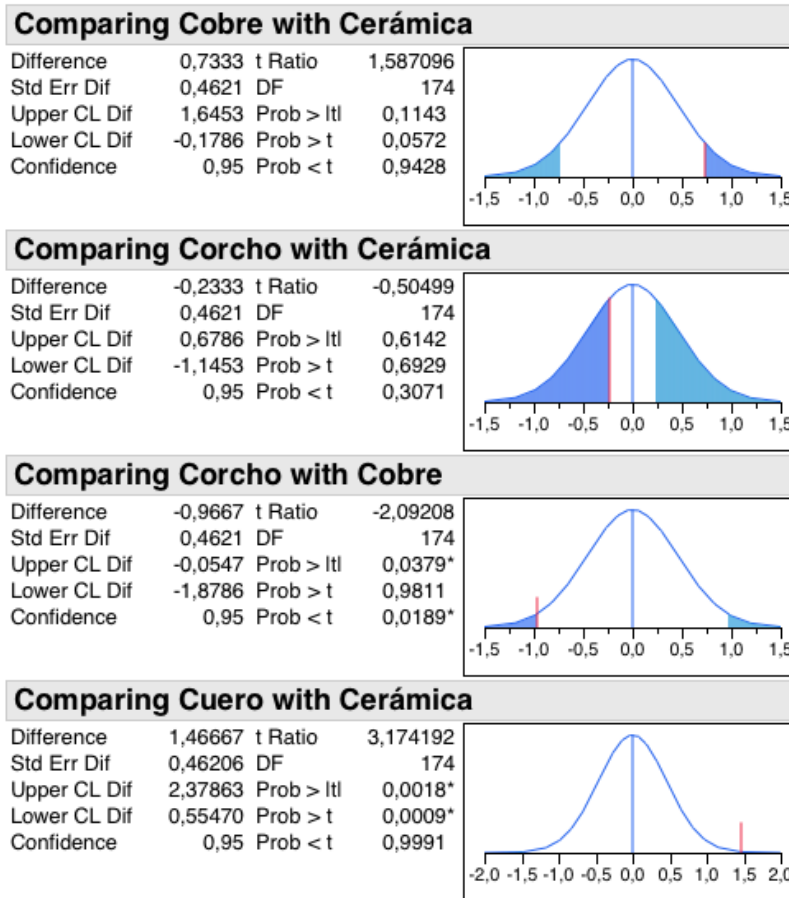 Comparing Cobre with Cerámica
Difference 0,7333 t Ratio 1,587096
Std Err Dif 0,4621 DF 174
Upper CL Dif 1,6453 Prob > |t| 0,1143
Lower CL Dif -0,1786 Prob > t 0,0572
Confidence 0,95 Prob < t 0,9428
-1,5 -1,0 -0,5 0,0 0,5 1,0 1,5
Comparing Corcho with Cerámica
Difference -0,2333 t Ratio -0,50499
Std Err Dif 0,4621 DF 174
Upper CL Dif 0,6786 Prob > |t| 0,6142
Lower CL Dif -1,1453 Prob > t 0,6929
Confidence 0,95 Prob < t 0,3071
-1,5 -1,0 -0,5 0,0 0,5 1,0 1,5
Comparing Corcho with Cobre
Difference -0,9667 t Ratio -2,09208
Std Err Dif 0,4621 DF 174
Upper CL Dif -0,0547 Prob > |t| 0,0379*
Lower CL Dif -1,8786 Prob > t 0,9811
Confidence 0,95 Prob < t 0,0189*
-1,5 -1,0 -0,5 0,0 0,5 1,0 1,5
Comparing Cuero with Cerámica
Difference 1,46667 t Ratio 3,174192
Std Err Dif 0,46206 DF 174
Upper CL Dif 2,37863 Prob > |t| 0,0018*
Lower CL Dif 0,55470 Prob > t 0,0009*
Confidence 0,95 Prob < t 0,9991
-2,0 -1,5 -1,0 -0,5 0,0 0,5 1,0 1,5 2,0